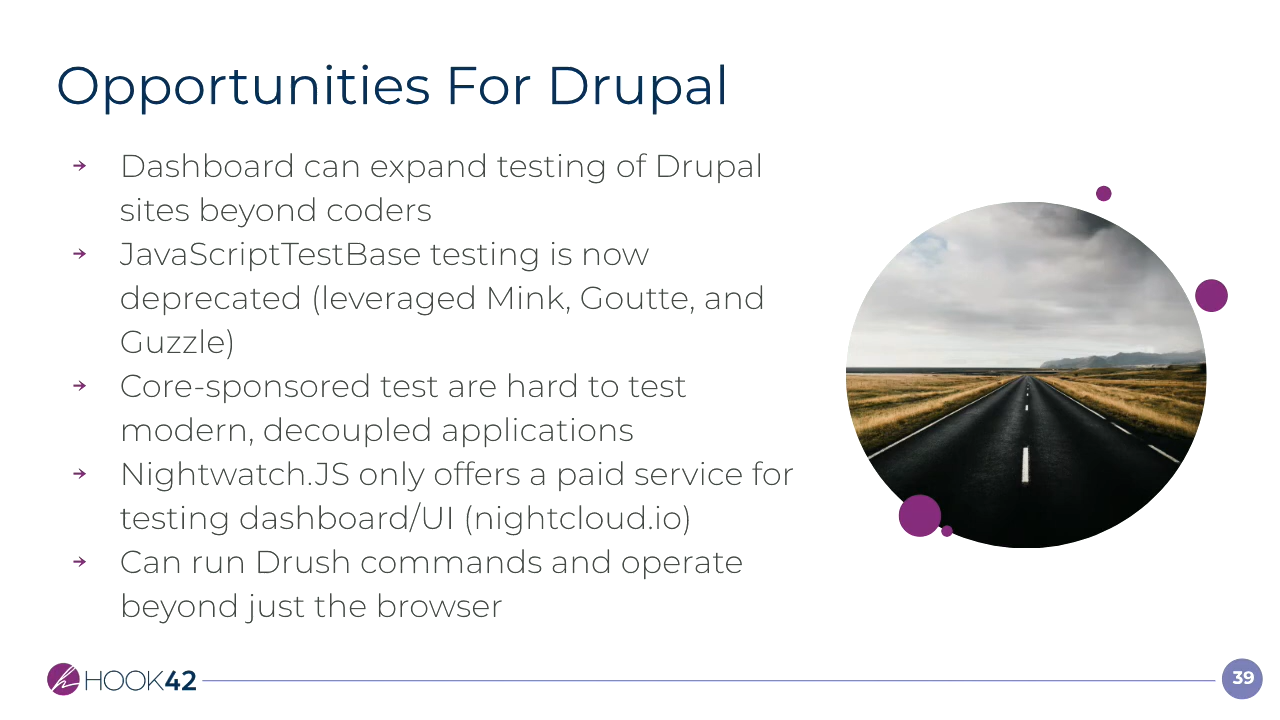 Opportunities For Drupal
➔ Dashboard can expand testing of Drupal
sites beyond coders
➔ JavaScriptTestBase testing is now
deprecated (leveraged Mink, Goutte, and
Guzzle)
➔ Core-sponsored test are hard to test
modern, decoupled applications
➔ Nightwatch.JS only offers a paid service for
testing dashboard/UI (nightcloud.io)
➔ Can run Drush commands and operate
beyond just the browser
HOOK42
39